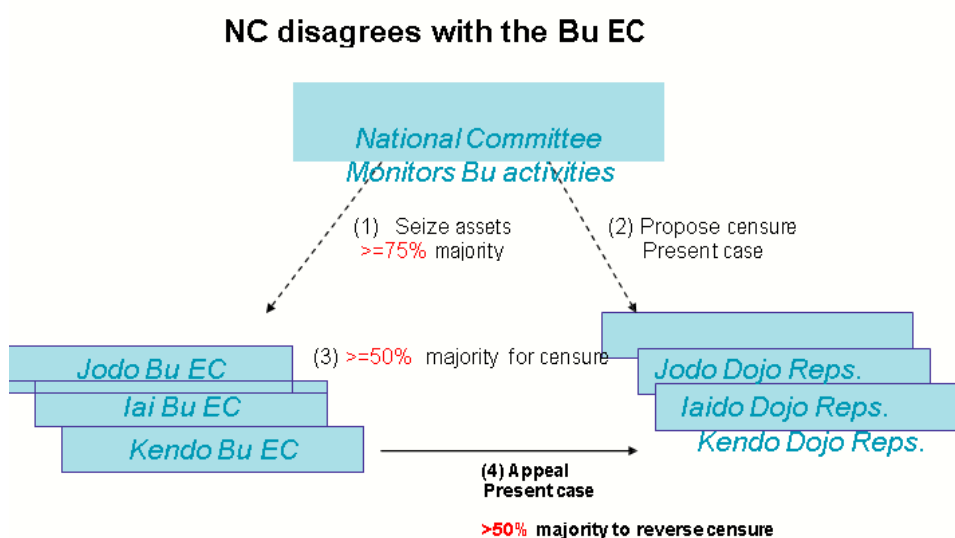 NC disagrees with the Bu EC
National Committee
Monitors Bu activities
(1) Seize assets
>=75% majority
(2) Propose censure
Present case
(3) >=50% majority for censure
Jodo Bu EC
Iai Bu EC
Kendo Bu EC
Jodo Dojo Reps.
Iaido Dojo Reps.
Kendo Dojo Reps.
(4) Appeal
Present case
>50% majority to reverse censure